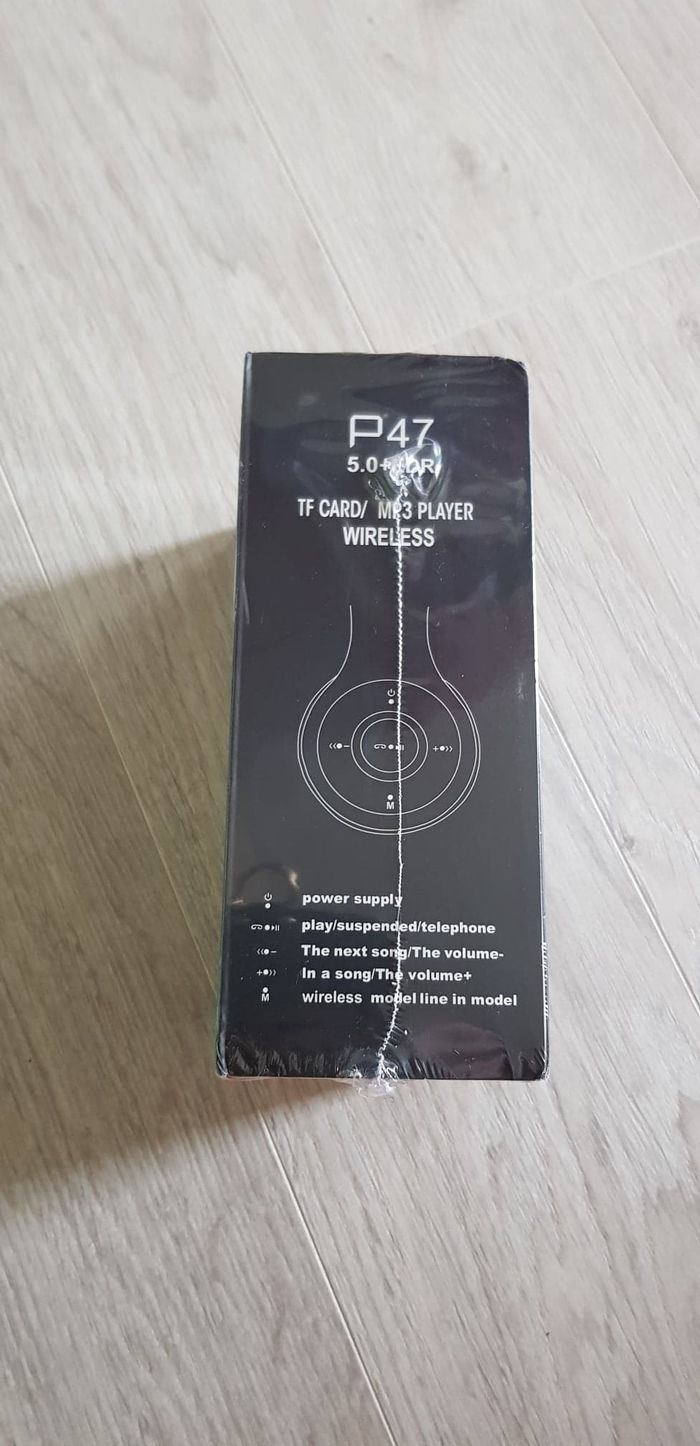 P47
5.0+EDR
TF CARD/ MP3 PLAYER
WIRELESS
M
power supply
play/suspended/telephone
The next song/The volume-
In a song/The volume+
M wireless model line in model